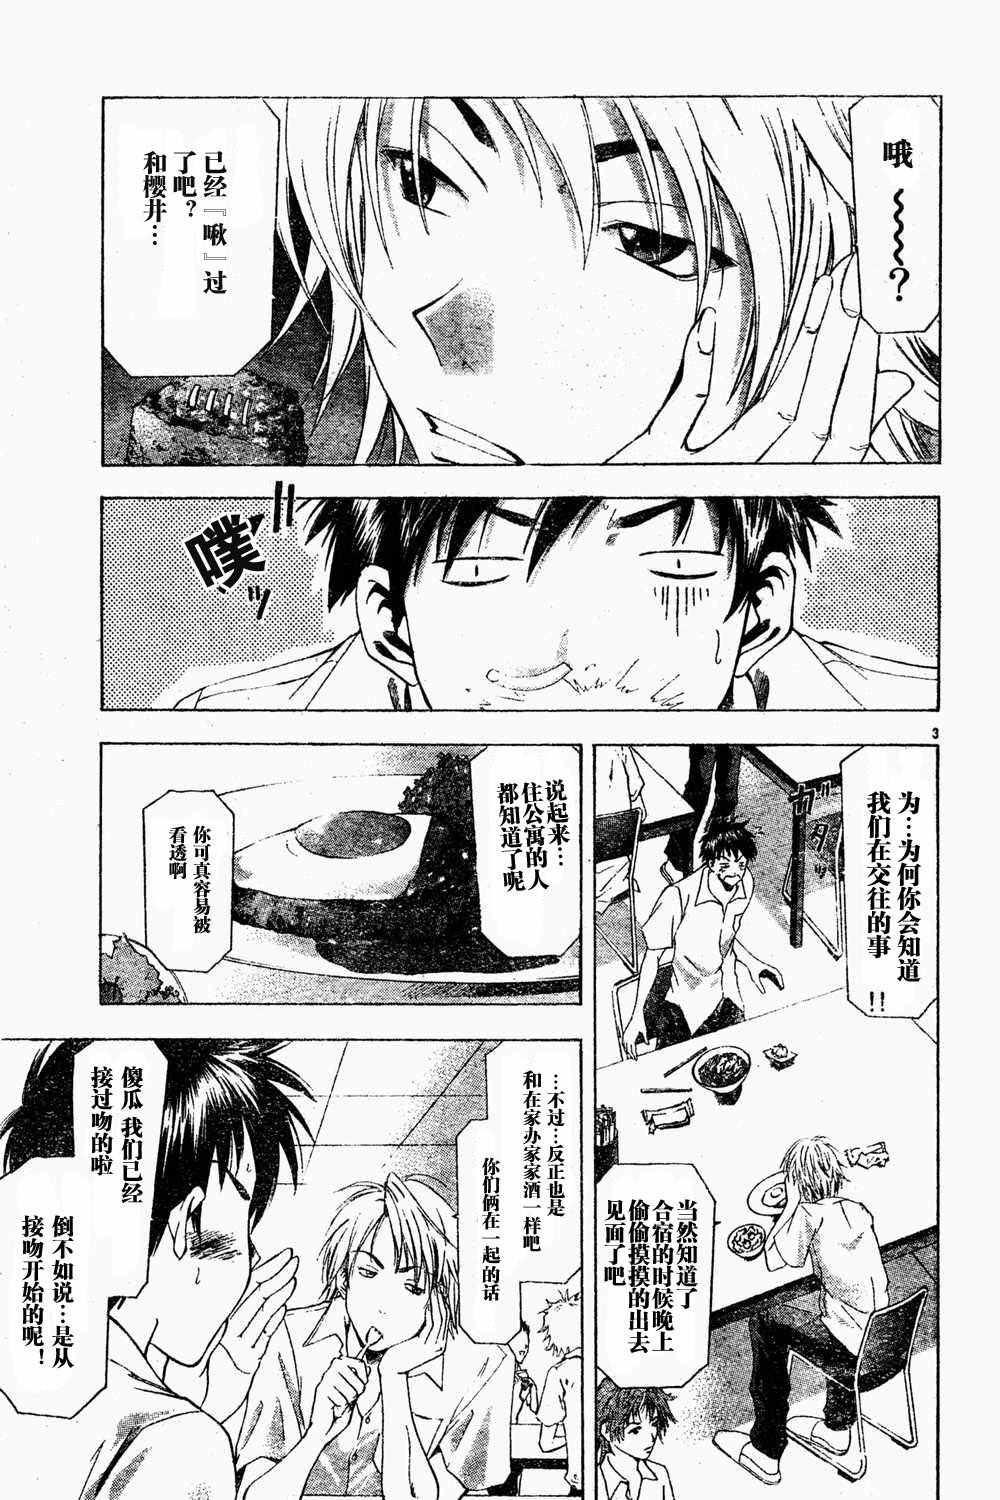 哦～～～？
已经『啾』过
了吧？
和樱井…
噗
ッ
3
为…为何你会知道
我们在交往的事
!!
ガ
タッ
当然知道了
合宿的时候晚上
偷偷摸摸的出去
见面了吧
说起来…
住公寓的人
都知道了呢
你可真容易被
看透啊
…不过…反正也是
和在家办家家酒一样吧
你们俩在一起的话
傻瓜 我们已经
接过吻的啦
倒不如说…是从
接吻开始的呢！